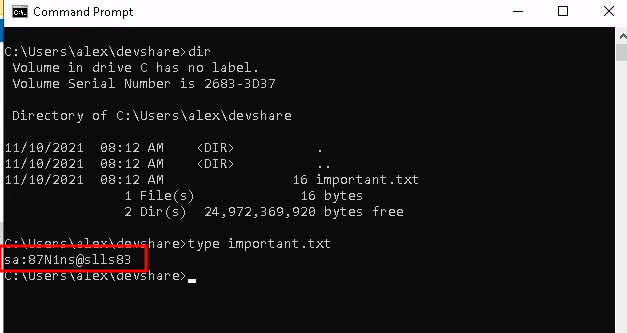 Command Prompt
C:\Users\alex\devshare>dir
 Volume in drive C has no label.
 Volume Serial Number is 2683-3D37

 Directory of C:\Users\alex\devshare

11/10/2021  08:12 AM    <DIR>          .
11/10/2021  08:12 AM    <DIR>          ..
11/10/2021  08:12 AM                16 important.txt
               1 File(s)             16 bytes
               2 Dir(s)  24,972,369,920 bytes free

C:\Users\alex\devshare>type important.txt
sa:87N1ns@slls83
C:\Users\alex\devshare>